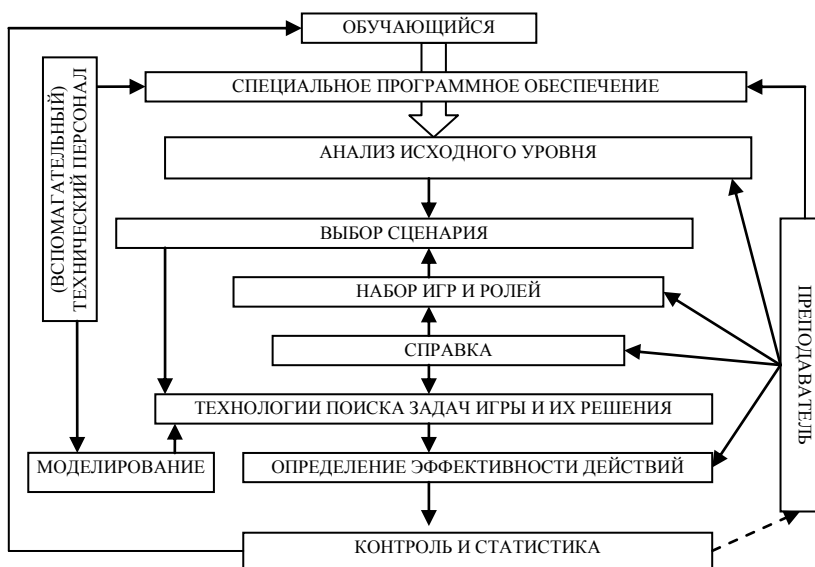 ОБУЧАЮЩИЙСЯ
СПЕЦИАЛЬНОЕ ПРОГРАММНОЕ ОБЕСПЕЧЕНИЕ
(ВСПОМАГАТЕЛЬНЫЙ)
ТЕХНИЧЕСКИЙ ПЕРСОНАЛ
АНАЛИЗ ИСХОДНОГО УРОВНЯ
ВЫБОР СЦЕНАРИЯ
НАБОР ИГР И РОЛЕЙ
СПРАВКА
ПРЕПОДАВАТЕЛЬ
ТЕХНОЛОГИИ ПОИСКА ЗАДАЧ ИГРЫ И ИХ РЕШЕНИЯ
МОДЕЛИРОВАНИЕ
ОПРЕДЕЛЕНИЕ ЭФФЕКТИВНОСТИ ДЕЙСТВИЙ
КОНТРОЛЬ И СТАТИСТИКА